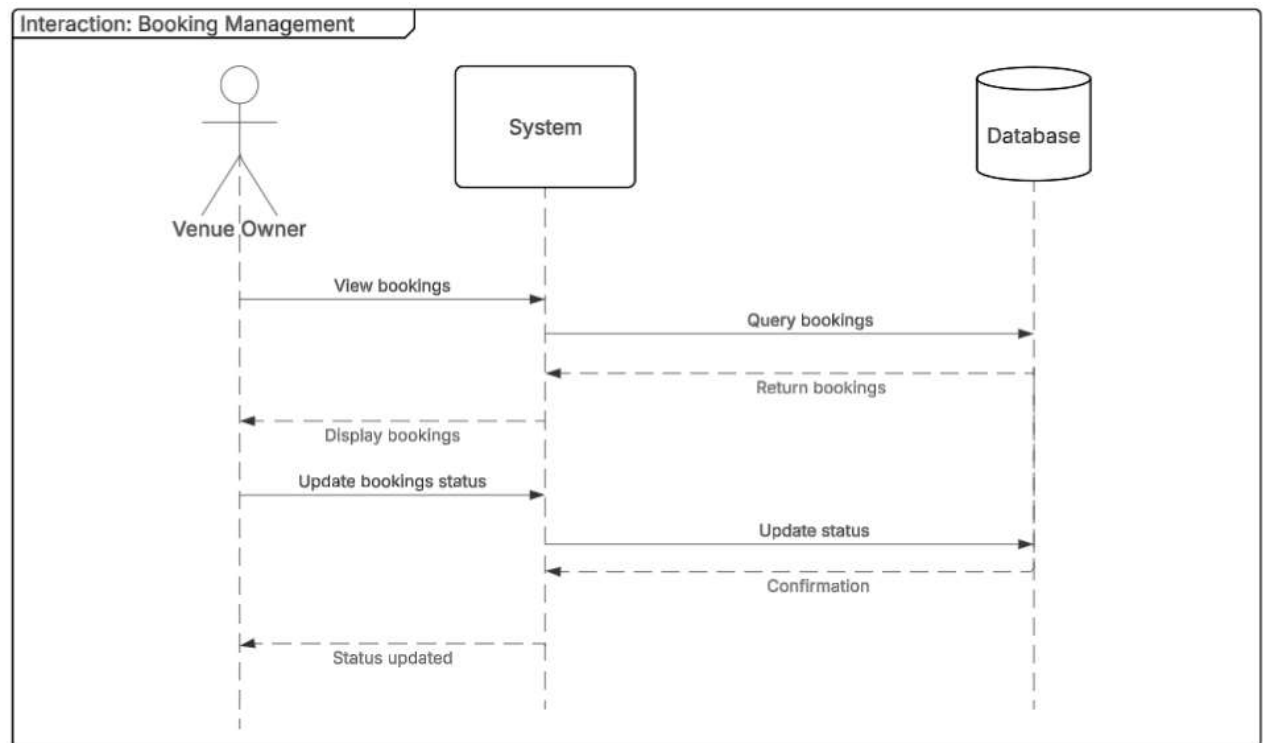 Interaction: Booking Management
System
Database
Venue Owner
View bookings
Query bookings
Return bookings
Display bookings
Update bookings status
Update status
Confirmation
Status updated